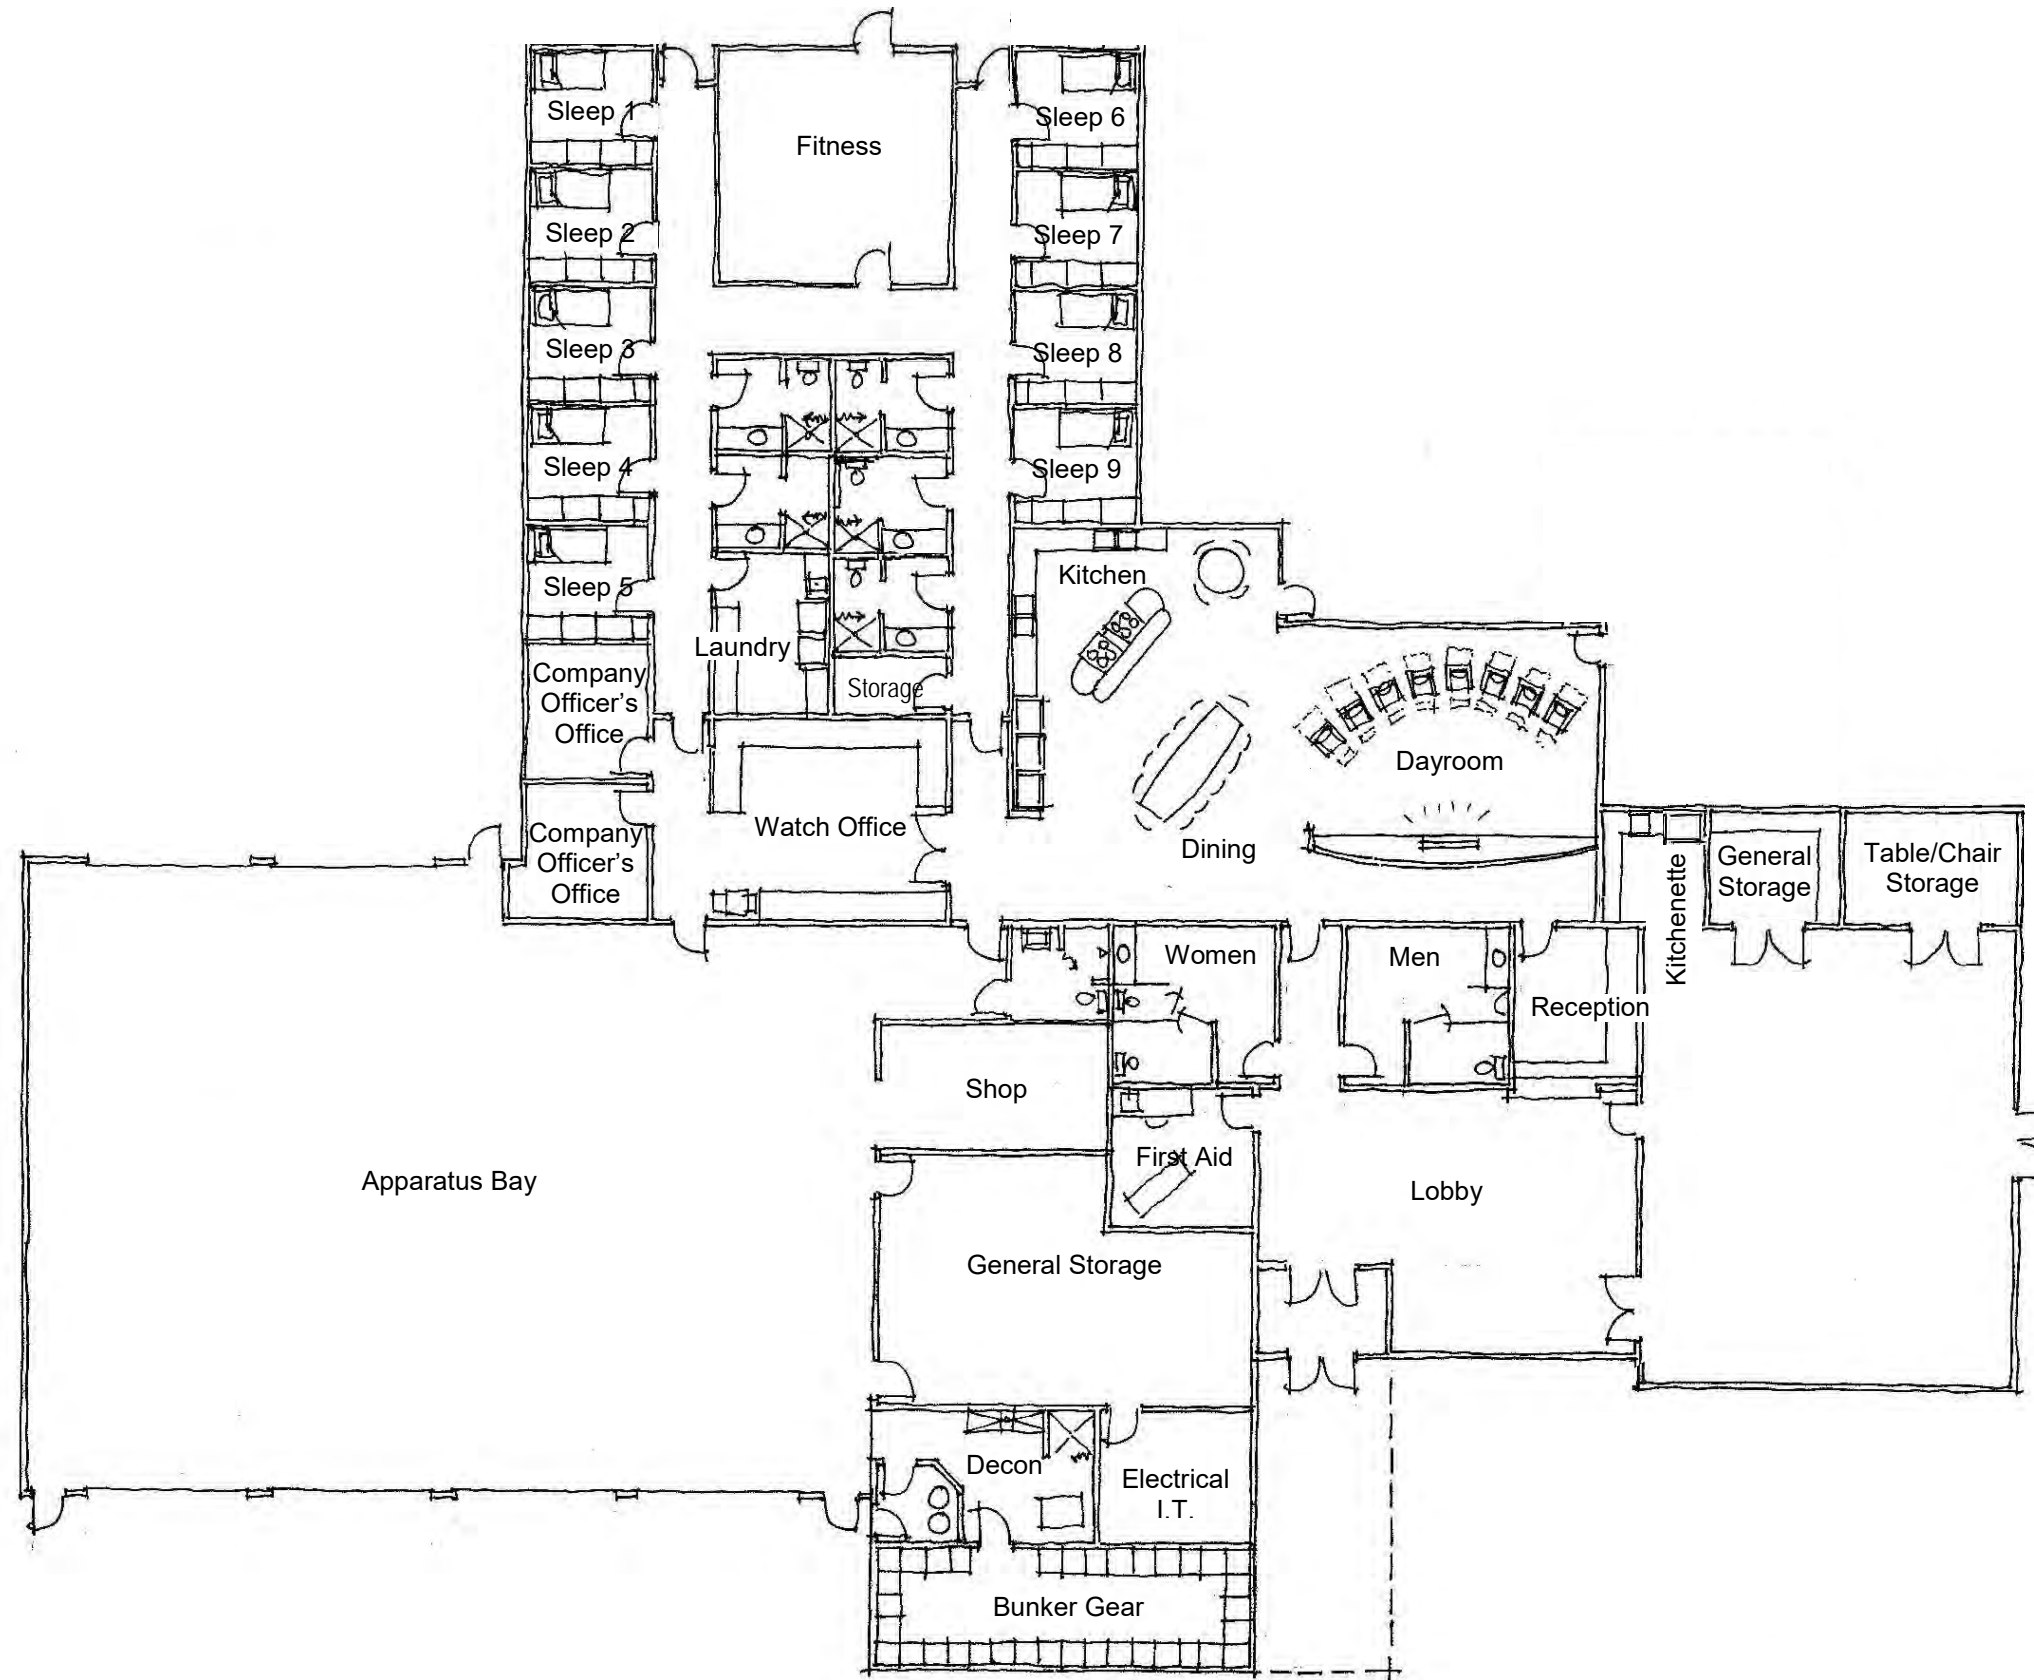 Sleep 1
Fitness
Sleep 6
Sleep 2
Sleep 7
Sleep 3
Sleep 8
Sleep 4
Sleep 9
Sleep 5
Kitchen
Laundry
Company
Officer's
Office
Storage
Dayroom
Watch Office
Dining
Company
Officer's
Office
Kitchenette
General
Storage
Table/Chair
Storage
Women
Men
Reception
Shop
First Aid
Apparatus Bay
Lobby
General Storage
Decon
Electrical
I.T.
Bunker Gear